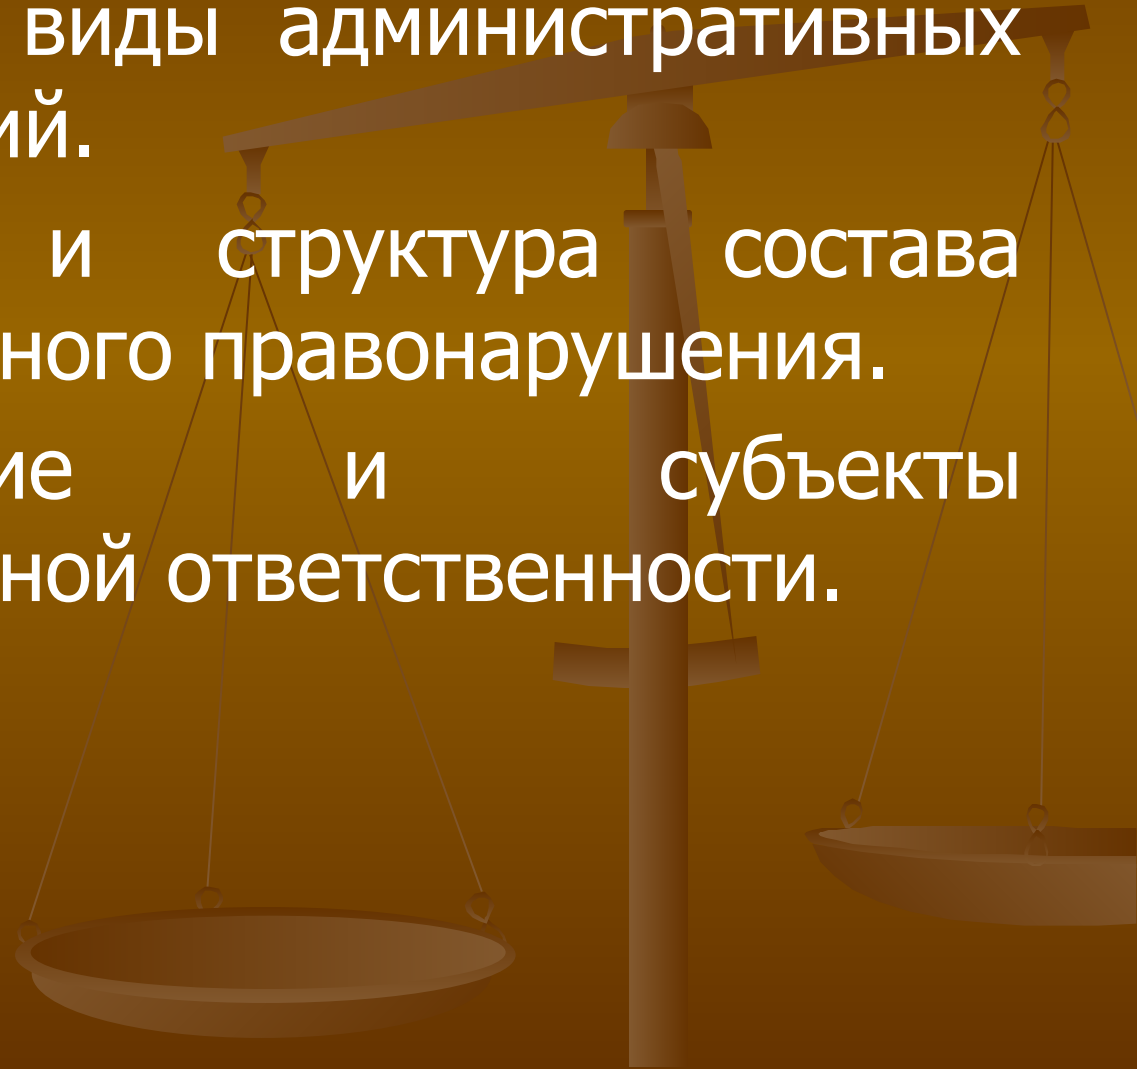 виды административных
ий.
и структура состава
ного правонарушения.
ие и субъекты
ной ответственности.